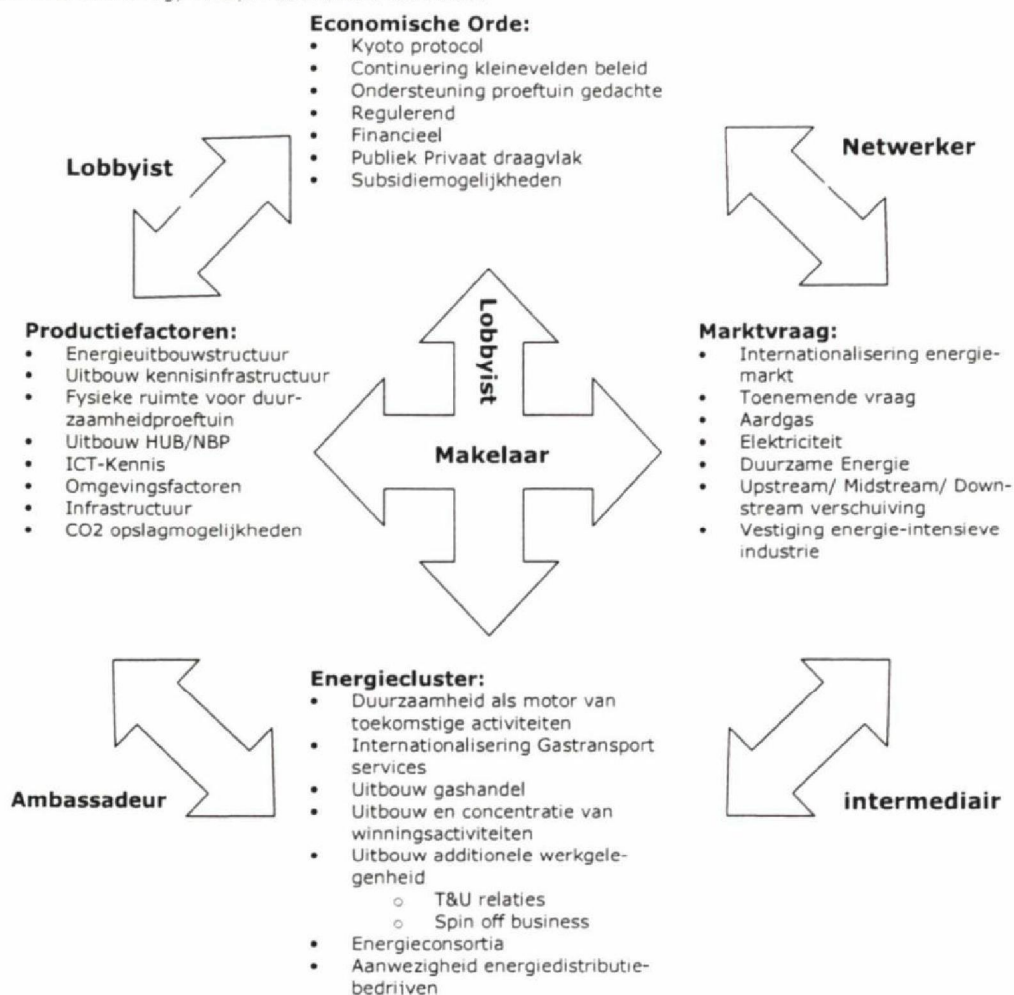 Economische Orde:
• Kyoto protocol
• Continuering kleinevelden beleid
• Ondersteuning proeftuin gedachte
• Regulerend
• Financieel
• Publiek Privaat draagvlak
• Subsidiemogelijkheden
Lobbyist
Netwerker
Productiefactoren:
• Energieuitbouwstructuur
• Uitbouw kennisinfrastructuur
• Fysieke ruimte voor duur-
zaamheidproeftuin
• Uitbouw HUB/NBP
• ICT-Kennis
• Omgevingsfactoren
• Infrastructuur
• CO2 opslagmogelijkheden
Lobbyist
Makelaar
Marktvraag:
• Internationalisering energie-
markt
• Toenemende vraag
• Aardgas
• Elektriciteit
• Duurzame Energie
• Upstream/ Midstream/ Down-
stream verschuiving
• Vestiging energie-intensieve
industrie
Ambassadeur
Energiecluster:
• Duurzaamheid als motor van
toekomstige activiteiten
• Internationalisering Gastransport
services
• Uitbouw gashandel
• Uitbouw en concentratie van
winningsactiviteiten
• Uitbouw additionele werkgele-
genheid
○ T&U relaties
○ Spin off business
• Energieconsortia
• Aanwezigheid energiedistributie-
bedrijven
intermediair